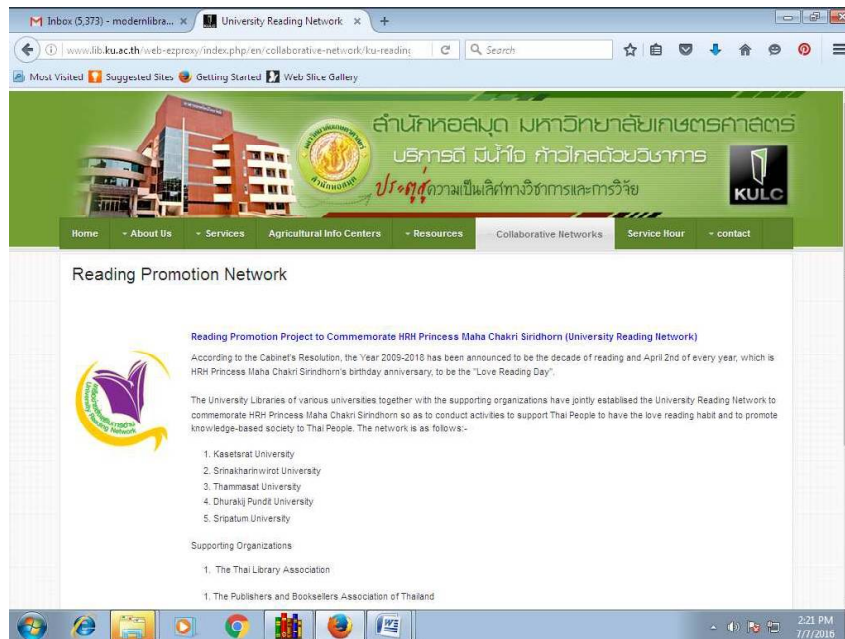 Inbox (5,373) - modernlibra... ×
University Reading Network ×
www.lib.ku.ac.th/web-ezproxy/index.php/en/collaborative-network/ku-reading
Search
Most Visited Suggested Sites Getting Started Web Slice Gallery
สำนักหอสมุด มหาวิทยาลัยเกษตรศาสตร์
บริการดี มีน้ำใจ ก้าวไกลด้วยวิชาการ
ประตูสู่ความเป็นเลิศทางวิชาการและการวิจัย
KULC
Home About Us Services Agricultural Info Centers Resources Collaborative Networks Service Hour contact
Reading Promotion Network
Reading Promotion Project to Commemorate HRH Princess Maha Chakri Siridhorn (University Reading Network)
According to the Cabinet's Resolution, the Year 2009-2018 has been announced to be the decade of reading and April 2nd of every year, which is
HRH Princess Maha Chakri Sirindhorn's birthday anniversary, to be the "Love Reading Day".
The University Libraries of various universities together with the supporting organizations have jointly establised the University Reading Network to
commemorate HRH Princess Maha Chakri Sirindhorn so as to conduct activities to support Thai People to have the love reading habit and to promote
knowledge-based society to Thai People. The network is as follows:-
University Reading Network
1. Kasetsrat University
2. Srinakharinwirot University
3. Thammasat University
4. Dhurakij Pundit University
5. Sripatum University
Supporting Organizations
1. The Thai Library Association
1. The Publishers and Booksellers Association of Thailand
2:21 PM
7/7/2016